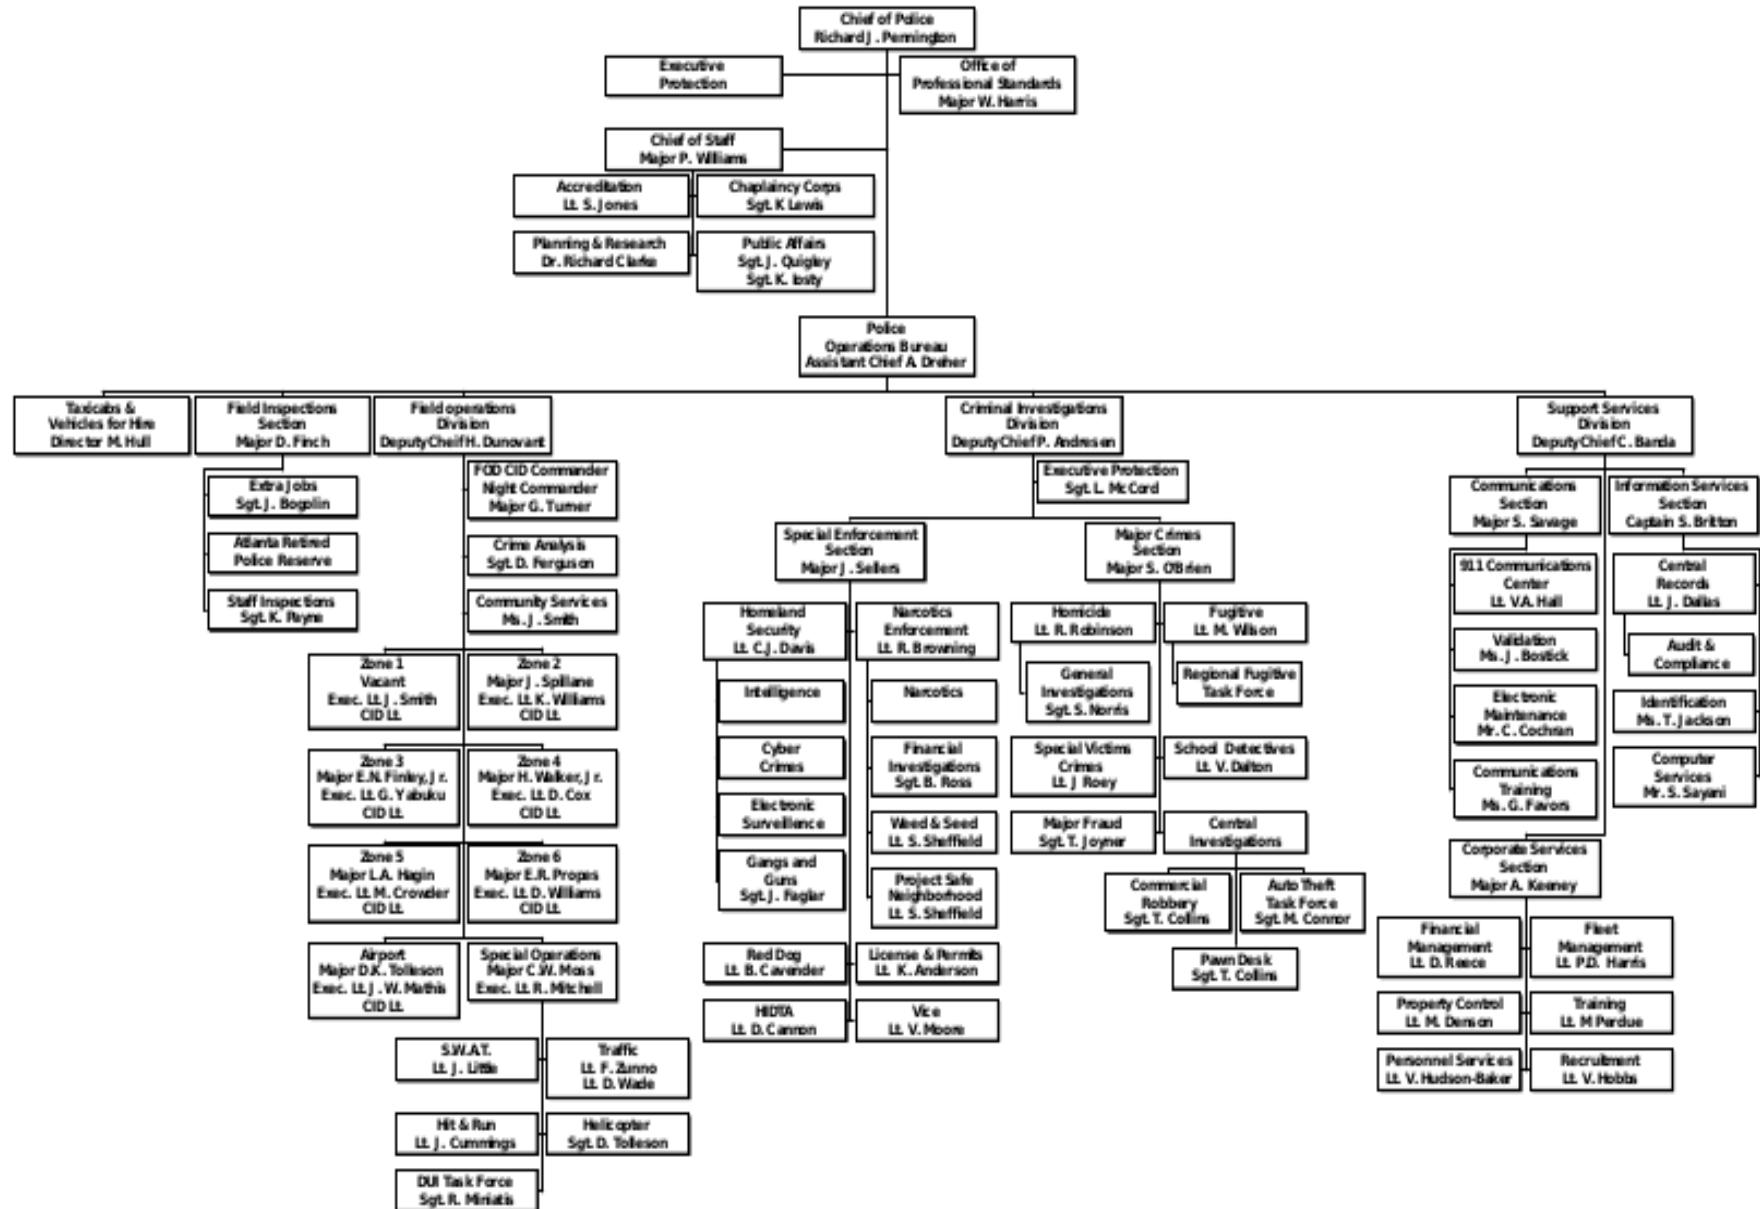 Chief of Police
Richard J. Pennington
Executive
Protection
Office of
Professional Standards
Major W. Harris
Chief of Staff
Major P. Williams
Accreditation
Lt. S. Jones
Chaplaincy Corps
Sgt. K Lewis
Planning & Research
Dr. Richard Clarke
Public Affairs
Sgt. J. Quigley
Sgt. K. Iosty
Police
Operations Bureau
Assistant Chief A. Dreher
Taxicabs &
Vehicles for Hire
Director M. Hull
Field Inspections
Section
Major D. Finch
Field operations
Division
Deputy Cheif H. Dunovant
Criminal Investigations
Division
Deputy Chief P. Andresen
Support Services
Division
Deputy Chief C. Banda
Extra Jobs
Sgt. J. Bogolin
Atlanta Retired
Police Reserve
Staff Inspections
Sgt. K. Payne
FOD CID Commander
Night Commander
Major G. Turner
Crime Analysis
Sgt. D. Ferguson
Community Services
Ms. J. Smith
Zone 1
Vacant
Exec. Lt. J. Smith
CID Lt.
Zone 2
Major J. Spillane
Exec. Lt. K. Williams
CID Lt.
Zone 3
Major E.N. Finley, Jr.
Exec. Lt. G. Yabuku
CID Lt.
Zone 4
Major H. Walker, Jr.
Exec. Lt. D. Cox
CID Lt.
Zone 5
Major L.A. Hagin
Exec. Lt. M. Crowder
CID Lt.
Zone 6
Major E.R. Propes
Exec. Lt. D. Williams
CID Lt.
Airport
Major D.K. Tolleson
Exec. Lt. J. W. Mathis
CID Lt.
Special Operations
Major C.W. Moss
Exec. Lt. R. Mitchell
S.W.A.T.
Lt. J. Little
Traffic
Lt. F. Zunno
Lt. D. Wade
Hit & Run
Lt. J. Cummings
Helicopter
Sgt. D. Tolleson
DUI Task Force
Sgt. R. Miniatis
Executive Protection
Sgt. L. McCord
Special Enforcement
Section
Major J. Sellers
Major Crimes
Section
Major S. O'Brien
Homeland
Security
Lt. C.J. Davis
Narcotics
Enforcement
Lt. R. Browning
Intelligence
Narcotics
Cyber
Crimes
Financial
Investigations
Sgt. B. Ross
Electronic
Surveillence
Weed & Seed
Lt. S. Sheffield
Gangs and
Guns
Sgt. J. Faglar
Project Safe
Neighborhood
Lt. S. Sheffield
Red Dog
Lt. B. Cavender
License & Permits
Lt. K. Anderson
HIDTA
Lt. D. Cannon
Vice
Lt. V. Moore
Homicide
Lt. R. Robinson
Fugitive
Lt. M. Wilson
General
Investigations
Sgt. S. Norris
Regional Fugitive
Task Force
Special Victims
Crimes
Lt. J Roey
School Detectives
Lt. V. Dalton
Major Fraud
Sgt. T. Joyner
Central
Investigations
Commercial
Robbery
Sgt. T. Collins
Auto Theft
Task Force
Sgt. M. Connor
Pawn Desk
Sgt. T. Collins
Communications
Section
Major S. Savage
Information Services
Section
Captain S. Britton
911 Communications
Center
Lt. V.A. Hall
Central
Records
Lt. J. Dallas
Validation
Ms. J. Bostick
Audit &
Compliance
Electronic
Maintenance
Mr. C. Cochran
Identification
Ms. T. Jackson
Communications
Training
Ms. G. Favors
Computer
Services
Mr. S. Sayani
Corporate Services
Section
Major A. Keeney
Financial
Management
Lt. D. Reece
Fleet
Management
Lt. P.D. Harris
Property Control
Lt. M. Denson
Training
Lt. M Perdue
Personnel Services
Lt. V. Hudson-Baker
Recruitment
Lt. V. Hobbs